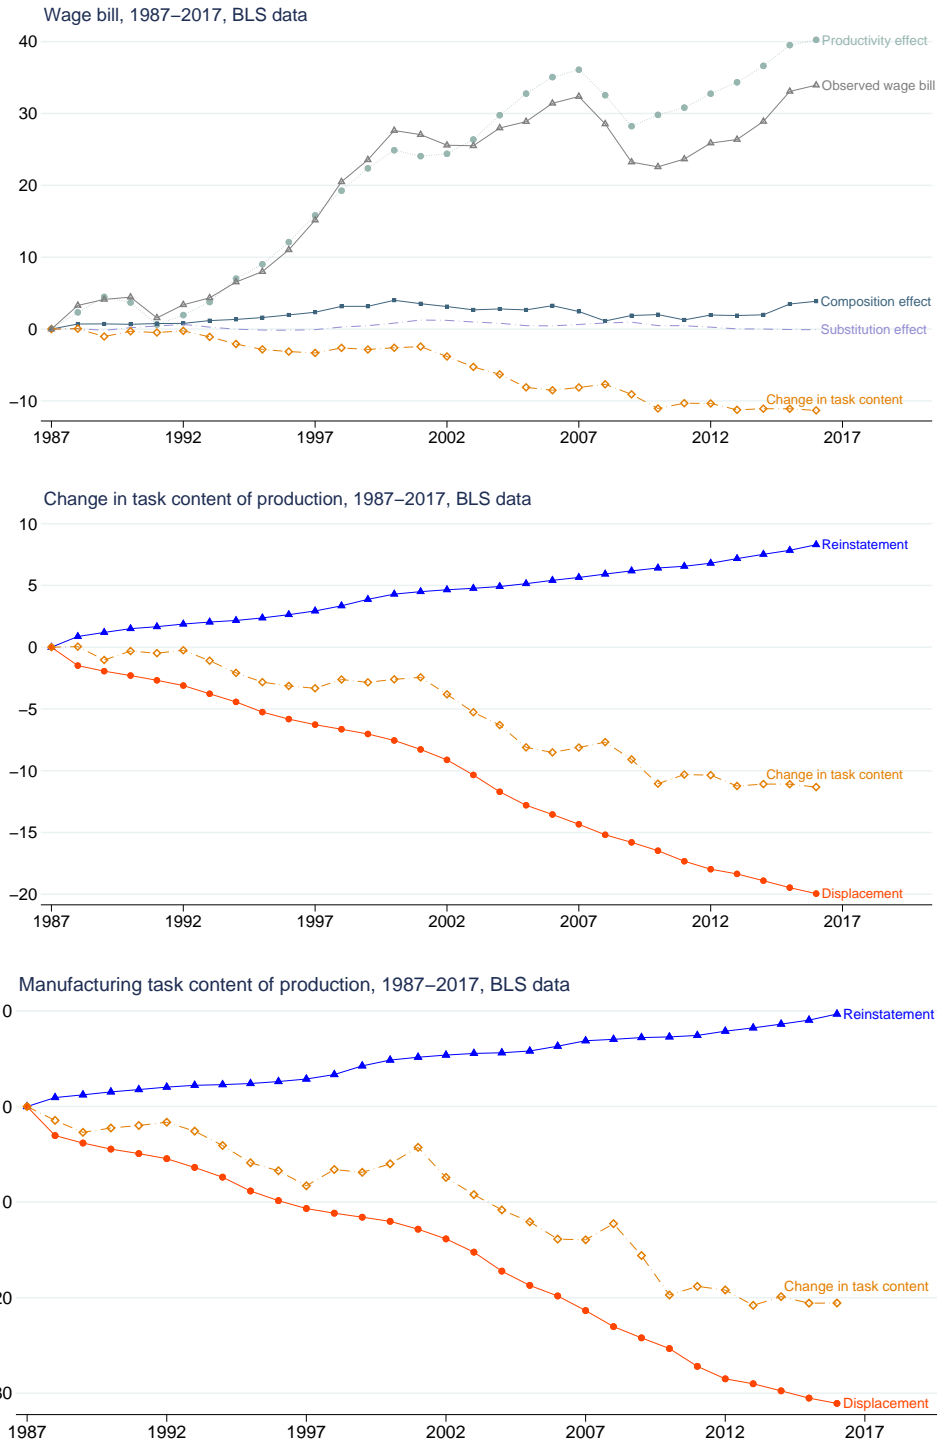 Wage bill, 1987–2017, BLS data
40
Productivity effect
Observed wage bill
30
20
10
Composition effect
0
Substitution effect
Change in task content
−10
1987 1992 1997 2002 2007 2012 2017
Change in task content of production, 1987–2017, BLS data
10
Reinstatement
5
0
−5
−10
Change in task content
−15
−20
Displacement
1987 1992 1997 2002 2007 2012 2017
Manufacturing task content of production, 1987–2017, BLS data
0
Reinstatement
0
0
Change in task content
20
0
Displacement
1987 1992 1997 2002 2007 2012 2017